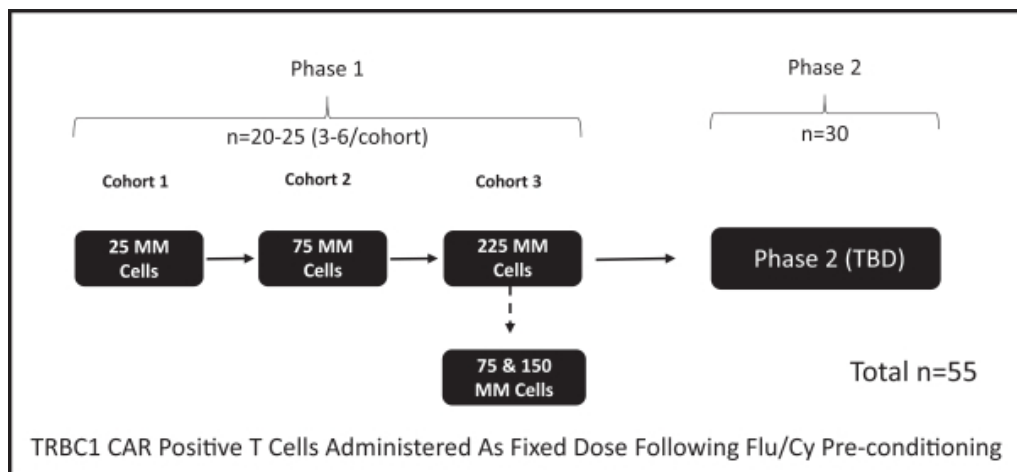 Phase 1
Phase 2
n=20-25 (3-6/cohort)
n=30
Cohort 1
Cohort 2
Cohort 3
25 MM
Cells
75 MM
Cells
225 MM
Cells
Phase 2 (TBD)
75 & 150
MM Cells
Total n=55
TRBC1 CAR Positive T Cells Administered As Fixed Dose Following Flu/Cy Pre-conditioning